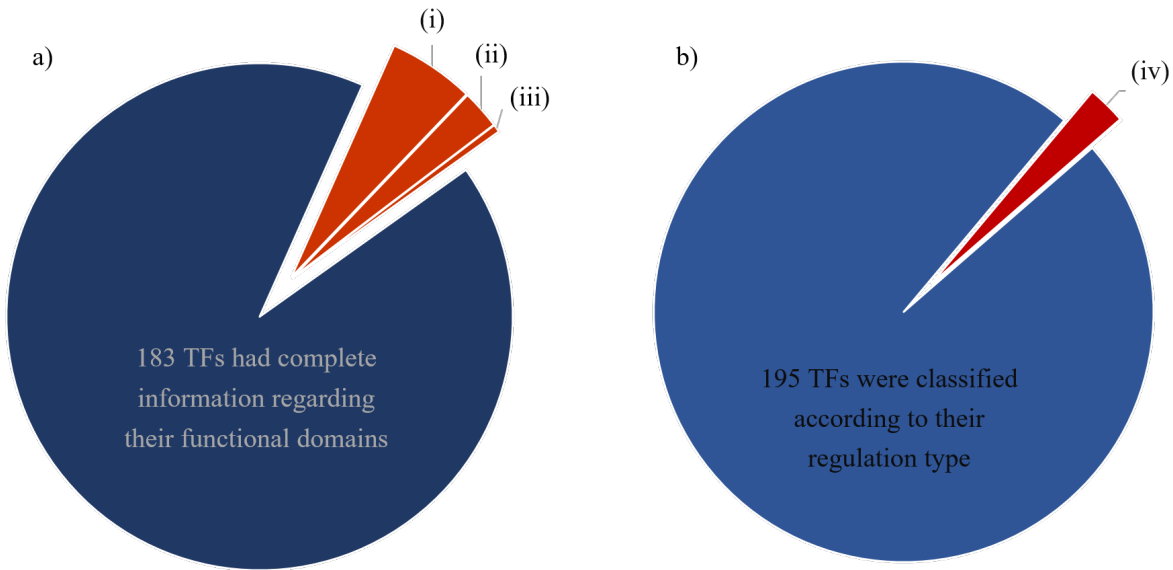 a)
(i)
(ii)
(iii)
183 TFs had complete
information regarding
their functional domains
b)
(iv)
195 TFs were classified
according to their
regulation type